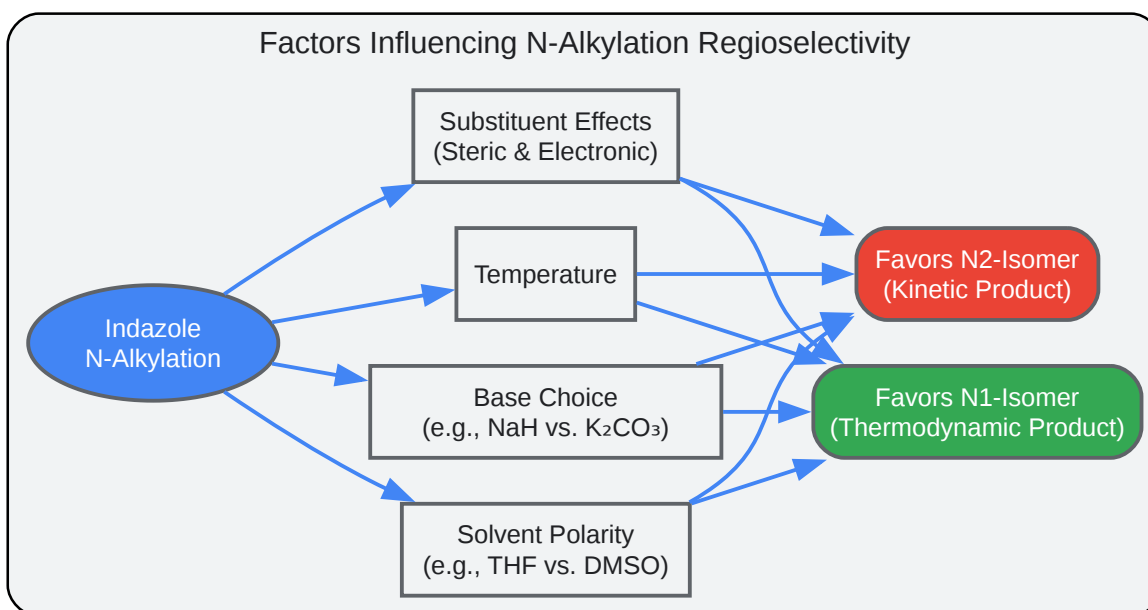 Factors Influencing N-Alkylation Regioselectivity
Substituent Effects
(Steric & Electronic)
Temperature
Indazole
N-Alkylation
Base Choice
(e.g., NaH vs. K₂CO₃)
Solvent Polarity
(e.g., THF vs. DMSO)
Favors N2-Isomer
(Kinetic Product)
Favors N1-Isomer
(Thermodynamic Product)